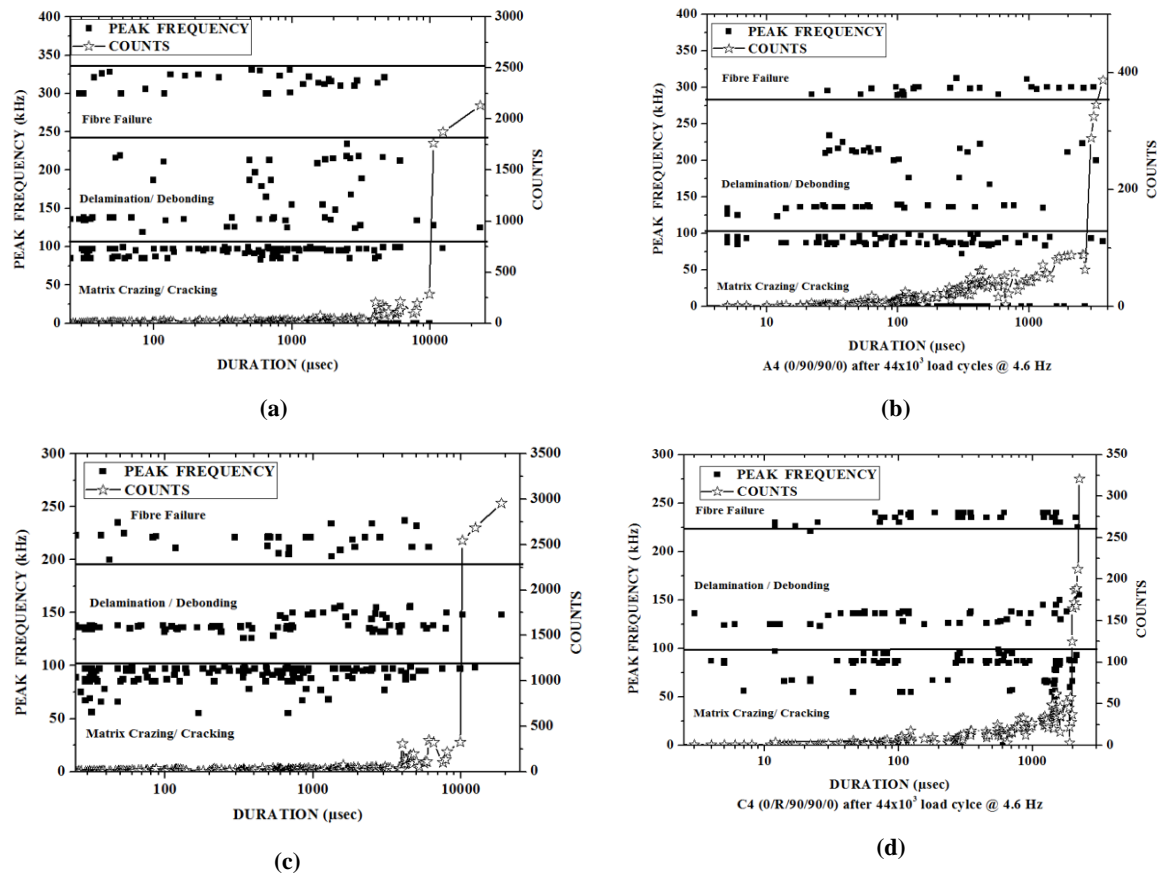 400
350
300
250
200
150
100
50
0
PEAK FREQUENCY (kHz)
PEAK FREQUENCY
COUNTS
Fibre Failure
Delamination/ Debonding
Matrix Crazing/ Cracking
3000
2500
2000
1500
1000
500
0
COUNTS
100
1000
10000
DURATION (µsec)
(a)
400
350
300
250
200
150
100
50
0
PEAK FREQUENCY (kHz)
PEAK FREQUENCY
COUNTS
Fibre Failure
Delamination/ Debonding
Matrix Crazing/ Cracking
400
200
0
COUNTS
10
100
1000
DURATION (µsec)
A4 (0/90/90/0) after 44x10³ load cycles @ 4.6 Hz
(b)
300
250
200
150
100
50
0
PEAK FREQUENCY (kHz)
PEAK FREQUENCY
COUNTS
Fibre Failure
Delamination / Debonding
Matrix Crazing/ Cracking
3500
3000
2500
2000
1500
1000
500
0
COUNTS
100
1000
10000
DURATION (µsec)
(c)
300
250
200
150
100
50
0
PEAK FREQUENCY (kHz)
PEAK FREQUENCY
COUNTS
Fibre Failure
Delamination / Debonding
Matrix Crazing/ Cracking
350
300
250
200
150
100
50
0
COUNTS
10
100
1000
DURATION (µsec)
C4 (0/R/90/90/0) after 44x10³ load cylce @ 4.6 Hz
(d)